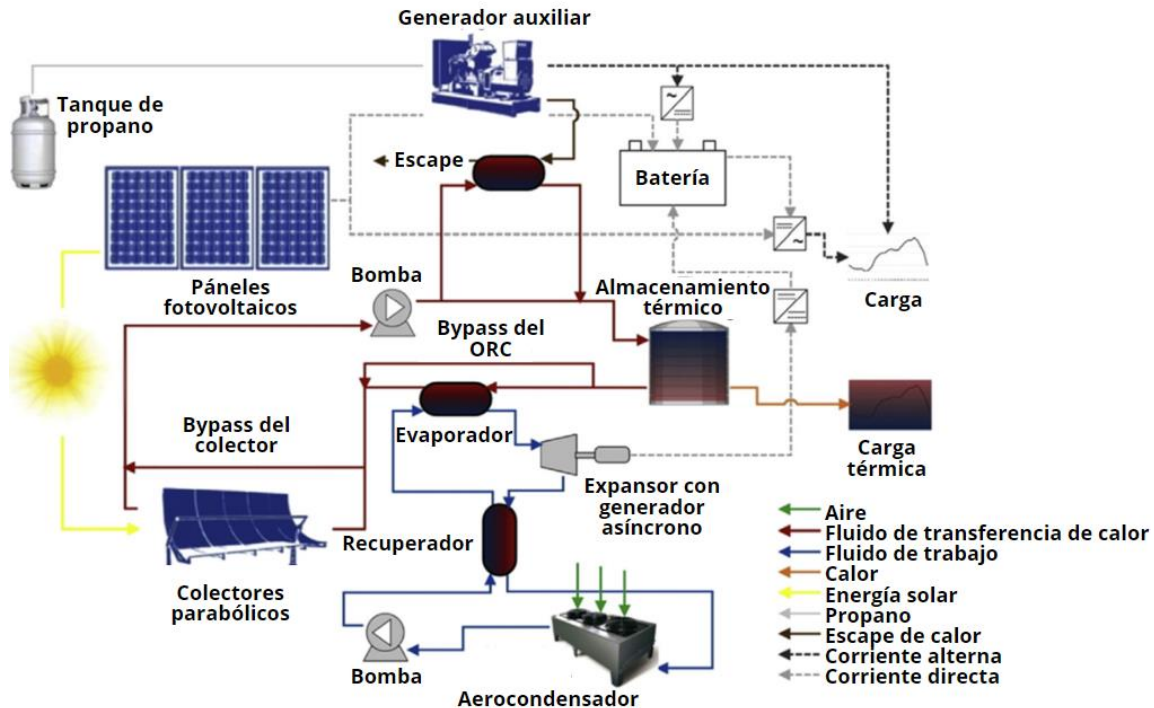 Generador auxiliar
Tanque de
propano
Escape
Batería
Páneles
fotovoltaicos
Bomba
Almacenamiento
térmico
Carga
Bypass del
ORC
Bypass del
colector
Evaporador
Carga
térmica
Expansor con
generador
asíncrono
Recuperador
Colectores
parabólicos
Bomba
Aerocondensador
Aire
Fluido de transferencia de calor
Fluido de trabajo
Calor
Energía solar
Propano
Escape de calor
Corriente alterna
Corriente directa